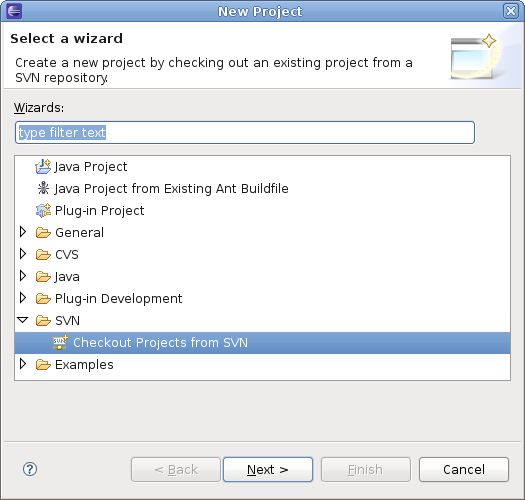 New Project
Select a wizard
Create a new project by checking out an existing project from a
SVN repository.
Wizards:
type filter text
Java Project
Java Project from Existing Ant Buildfile
Plug-in Project
General
CVS
Java
Plug-in Development
SVN
Checkout Projects from SVN
Examples
< Back
Next >
Finish
Cancel